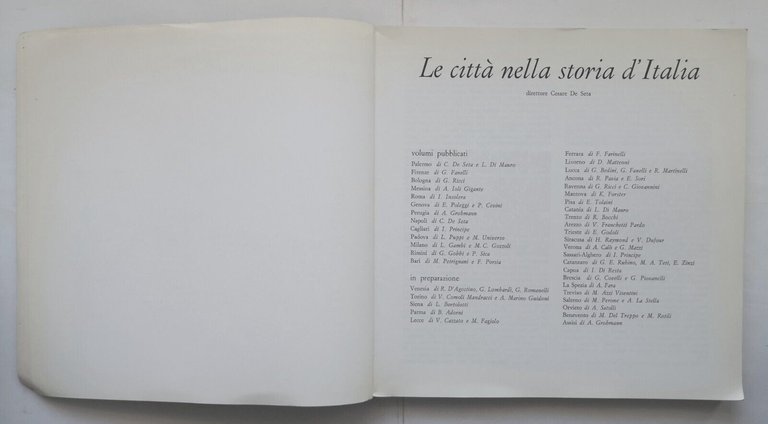 Le città nella storia d'Italia
direttore Cesare De Seta
volumi pubblicati
Palermo di C. De Seta e L. Di Mauro
Firenze di G. Fanelli
Bologna di G. Ricci
Messina di A. Ioli Gigante
Roma di I. Insolera
Genova di E. Poleggi e P. Cevini
Perugia di A. Grohmann
Napoli di C. De Seta
Cagliari di I. Principe
Padova di L. Puppi e M. Universo
Milano di L. Gambi e M.C. Gozzoli
Rimini di G. Gobbi e P. Sica
Bari di M. Petrignani e F. Porsia
in preparazione
Venezia di R. D'Agostino, G. Lombardi, G. Romanelli
Torino di V. Comoli Mandracci e A. Marino Guidoni
Siena di L. Bortolotti
Parma di B. Adorni
Lecce di V. Cazzato e M. Fagiolo
Ferrara di F. Farinelli
Livorno di D. Matteoni
Lucca di G. Bedini, G. Fanelli e R. Martinelli
Ancona di R. Pavia e E. Sori
Ravenna di G. Ricci e C. Giovannini
Mantova di K. Forster
Pisa di E. Tolaini
Catania di L. Di Mauro
Trento di R. Bocchi
Arezzo di V. Franchetti Pardo
Trieste di E. Godoli
Siracusa di H. Raymond e V. Dufour
Verona di A. Calò e G. Marzi
Sassari-Alghero di I. Principe
Catanzaro di G. E. Rubino, M. A. Teti, E. Zinzi
Capua di I. Di Resta
Brescia di G. Corelli e G. Piovanelli
La Spezia di A. Fara
Treviso di M. Azzi Visentini
Salerno di M. Perone e A. La Stella
Orvieto di A. Satolli
Benevento di M. Del Treppo e M. Rotili
Assisi di A. Grohmann